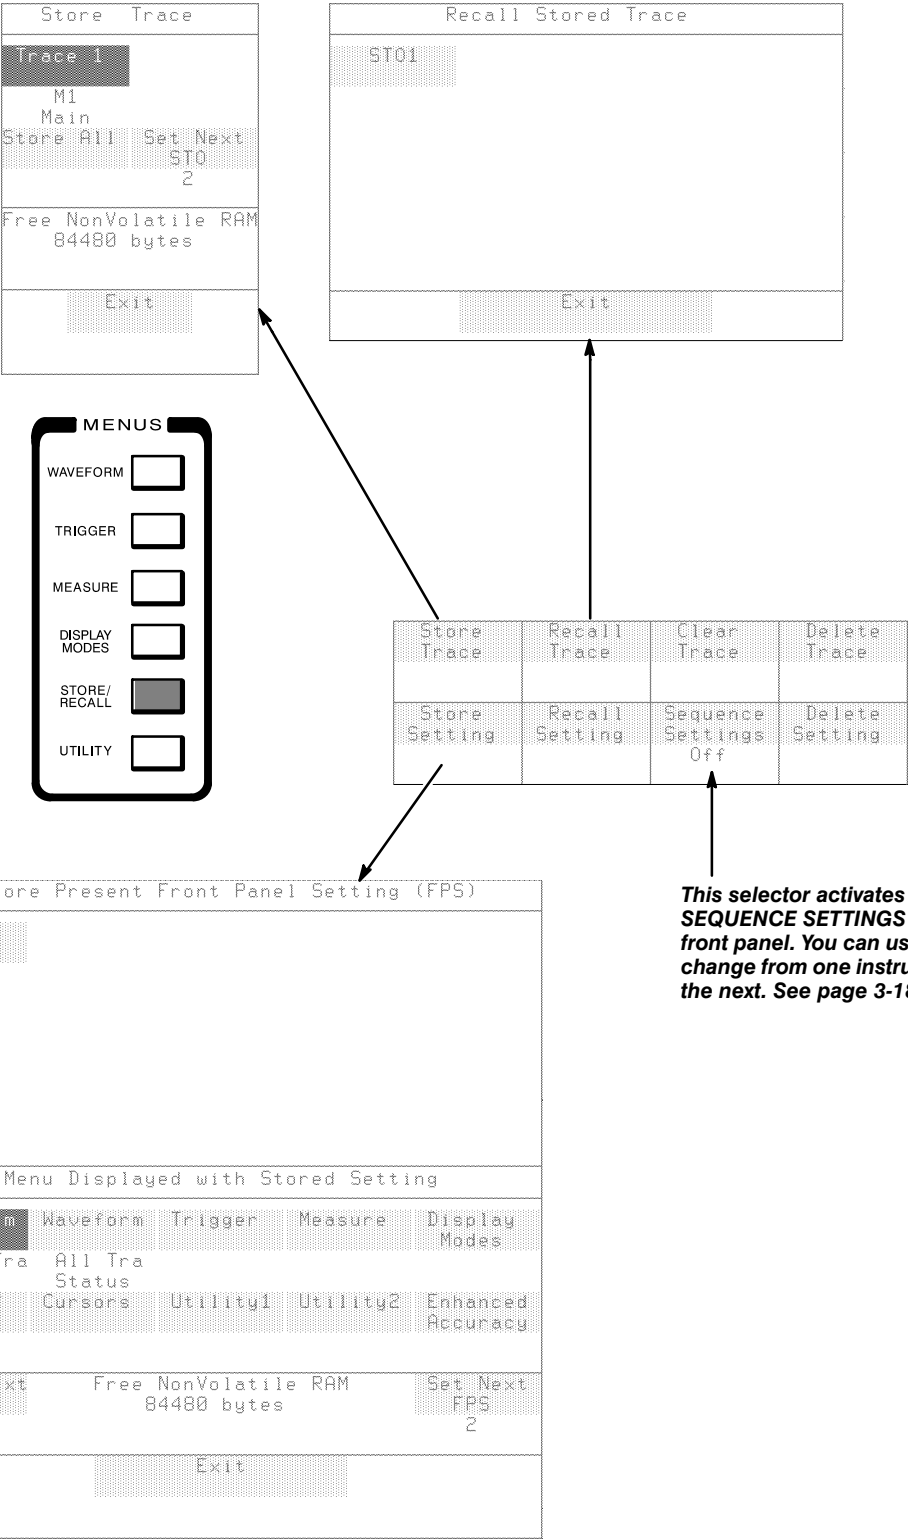 Store Trace
Trace 1
M1
Main
Store All Set Next
STO
2
Free NonVolatile RAM
84480 bytes
Exit
Recall Stored Trace
STO1
Exit
MENUS
WAVEFORM
TRIGGER
MEASURE
DISPLAY
MODES
STORE/
RECALL
UTILITY
Store Recall Clear Delete
Trace Trace Trace Trace
Store Recall Sequence Delete
Setting Setting Settings Setting
Off
This selector activates
SEQUENCE SETTINGS
front panel. You can us
change from one instru
the next. See page 3-18
ore Present Front Panel Setting (FPS)
Menu Displayed with Stored Setting
m Waveform Trigger Measure Display
Modes
Tra All Tra
Status
Cursors Utility1 Utility2 Enhanced
Accuracy
xt Free NonVolatile RAM Set Next
84480 bytes FPS
2
Exit